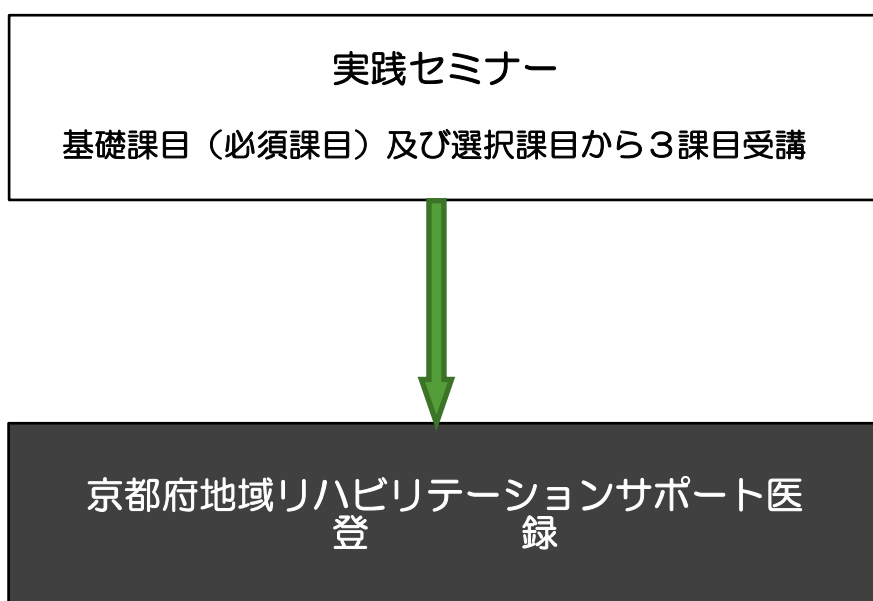 実践セミナー
基礎課目（必須課目）及び選択課目から３課目受講
京都府地域リハビリテーションサポート医
登　　　　録